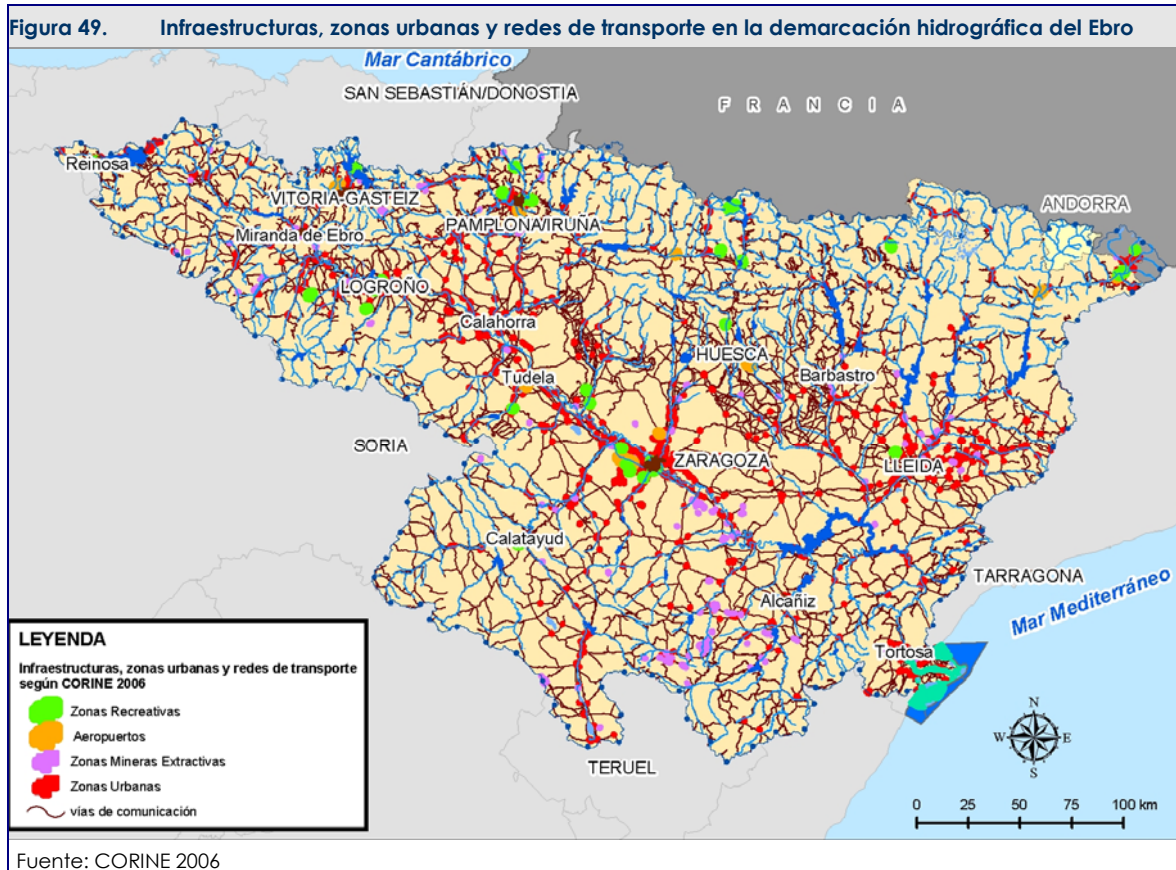 Figura 49. Infraestructuras, zonas urbanas y redes de transporte en la demarcación hidrográfica del Ebro
Mar Cantábrico
SAN SEBASTIÁN/DONOSTIA
FRANCIA
Reinosa
VITORIA-GASTEIZ
ANDORRA
PAMPLONA/IRUÑA
Miranda de Ebro
LOGROÑO
Calahorra
HUESCA
Tudela
Barbastro
SORIA
ZARAGOZA
LLEIDA
Calatayud
TARRAGONA
Mar Mediterráneo
Alcañiz
Tortosa
TERUEL
LEYENDA
Infraestructuras, zonas urbanas y redes de transporte
según CORINE 2006
Zonas Recreativas
Aeropuertos
Zonas Mineras Extractivas
Zonas Urbanas
vías de comunicación
N
W E
S
0 25 50 75 100 km
Fuente: CORINE 2006